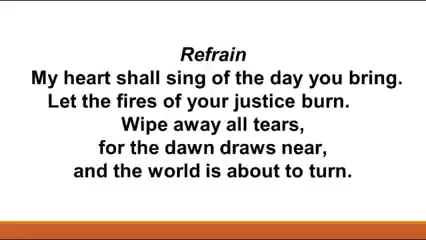 Refrain
My heart shall sing of the day you bring.
Let the fires of your justice burn.
Wipe away all tears,
for the dawn draws near,
and the world is about to turn.